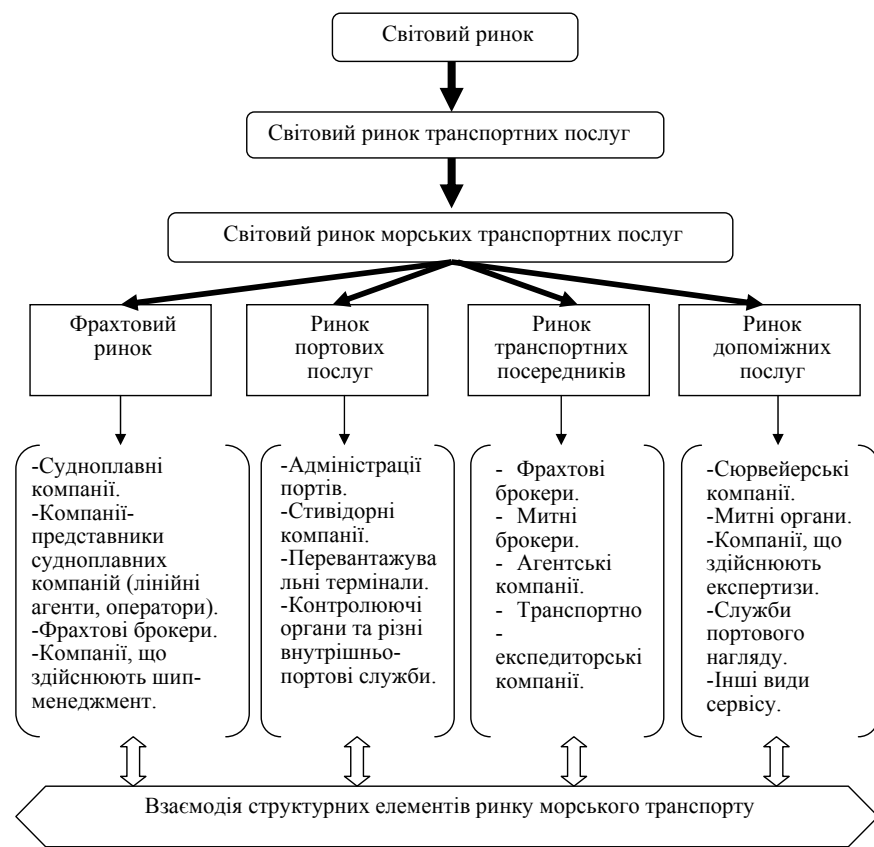 Світовий ринок
Світовий ринок транспортних послуг
Світовий ринок морських транспортних послуг
Фрахтовий
ринок
Ринок
портових
послуг
Ринок
транспортних
посередників
Ринок
допоміжних
послуг
-Судноплавні
компанії.
-Компанії-
представники
судноплавних
компаній (лінійні
агенти, оператори).
-Фрахтові брокери.
-Компанії, що
здійснюють шип-
менеджмент.
-Адміністрації
портів.
-Стивідорні
компанії.
-Перевантажува
льні термінали.
-Контролюючі
органи та різні
внутрішньо-
портові служби.
- Фрахтові
брокери.
- Митні
брокери.
- Агентські
компанії.
- Транспортно
-
експедиторські
компанії.
-Сюрвейерські
компанії.
-Митні органи.
-Компанії, що
здійснюють
експертизи.
-Служби
портового
нагляду.
-Інші види
сервісу.
Взаємодія структурних елементів ринку морського транспорту